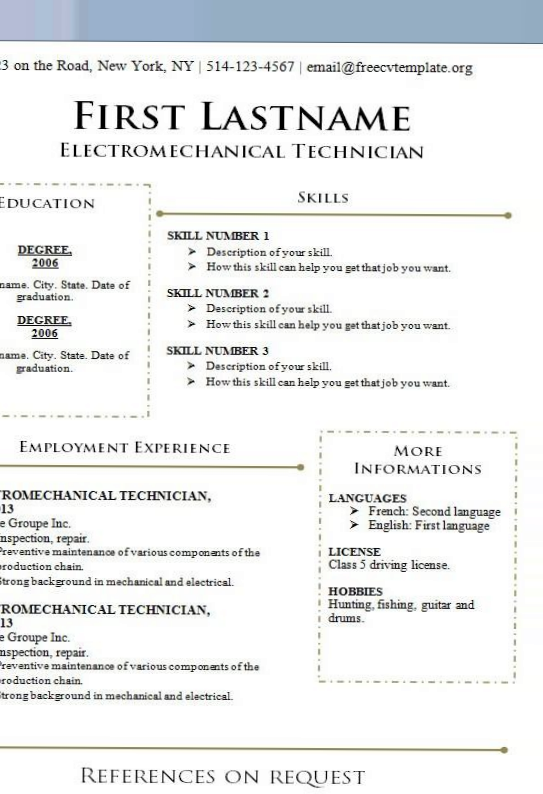 3 on the Road, New York, NY | 514-123-4567 | email@freecvtemplate.org
First Lastname
Electromechanical Technician
Education
DEGREE,
2006
name. City. State. Date of
graduation.
DEGREE,
2006
name. City. State. Date of
graduation.
Skills
SKILL NUMBER 1
➢ Description of your skill.
➢ How this skill can help you get that job you want.
SKILL NUMBER 2
➢ Description of your skill.
➢ How this skill can help you get that job you want.
SKILL NUMBER 3
➢ Description of your skill.
➢ How this skill can help you get that job you want.
Employment Experience
ROMECHANICAL TECHNICIAN,
13
e Groupe Inc.
nspection, repair.
Preventive maintenance of various components of the
production chain.
Strong background in mechanical and electrical.
ROMECHANICAL TECHNICIAN,
13
e Groupe Inc.
nspection, repair.
Preventive maintenance of various components of the
production chain.
Strong background in mechanical and electrical.
More
Informations
LANGUAGES
➢ French: Second language
➢ English: First language
LICENSE
Class 5 driving license.
HOBBIES
Hunting, fishing, guitar and
drums.
References on request